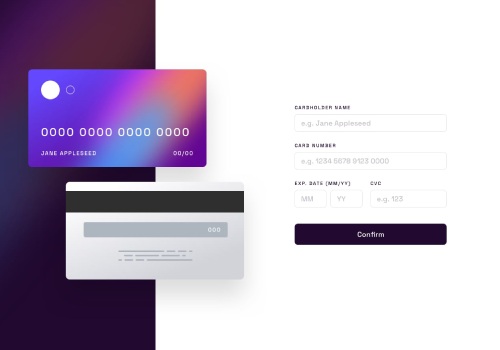 0000 0000 0000 0000
JANE APPLESEED 00/00
000
CARDHOLDER NAME
e.g. Jane Appleseed
CARD NUMBER
e.g. 1234 5678 9123 0000
EXP. DATE (MM/YY) CVC
MM YY e.g. 123
Confirm